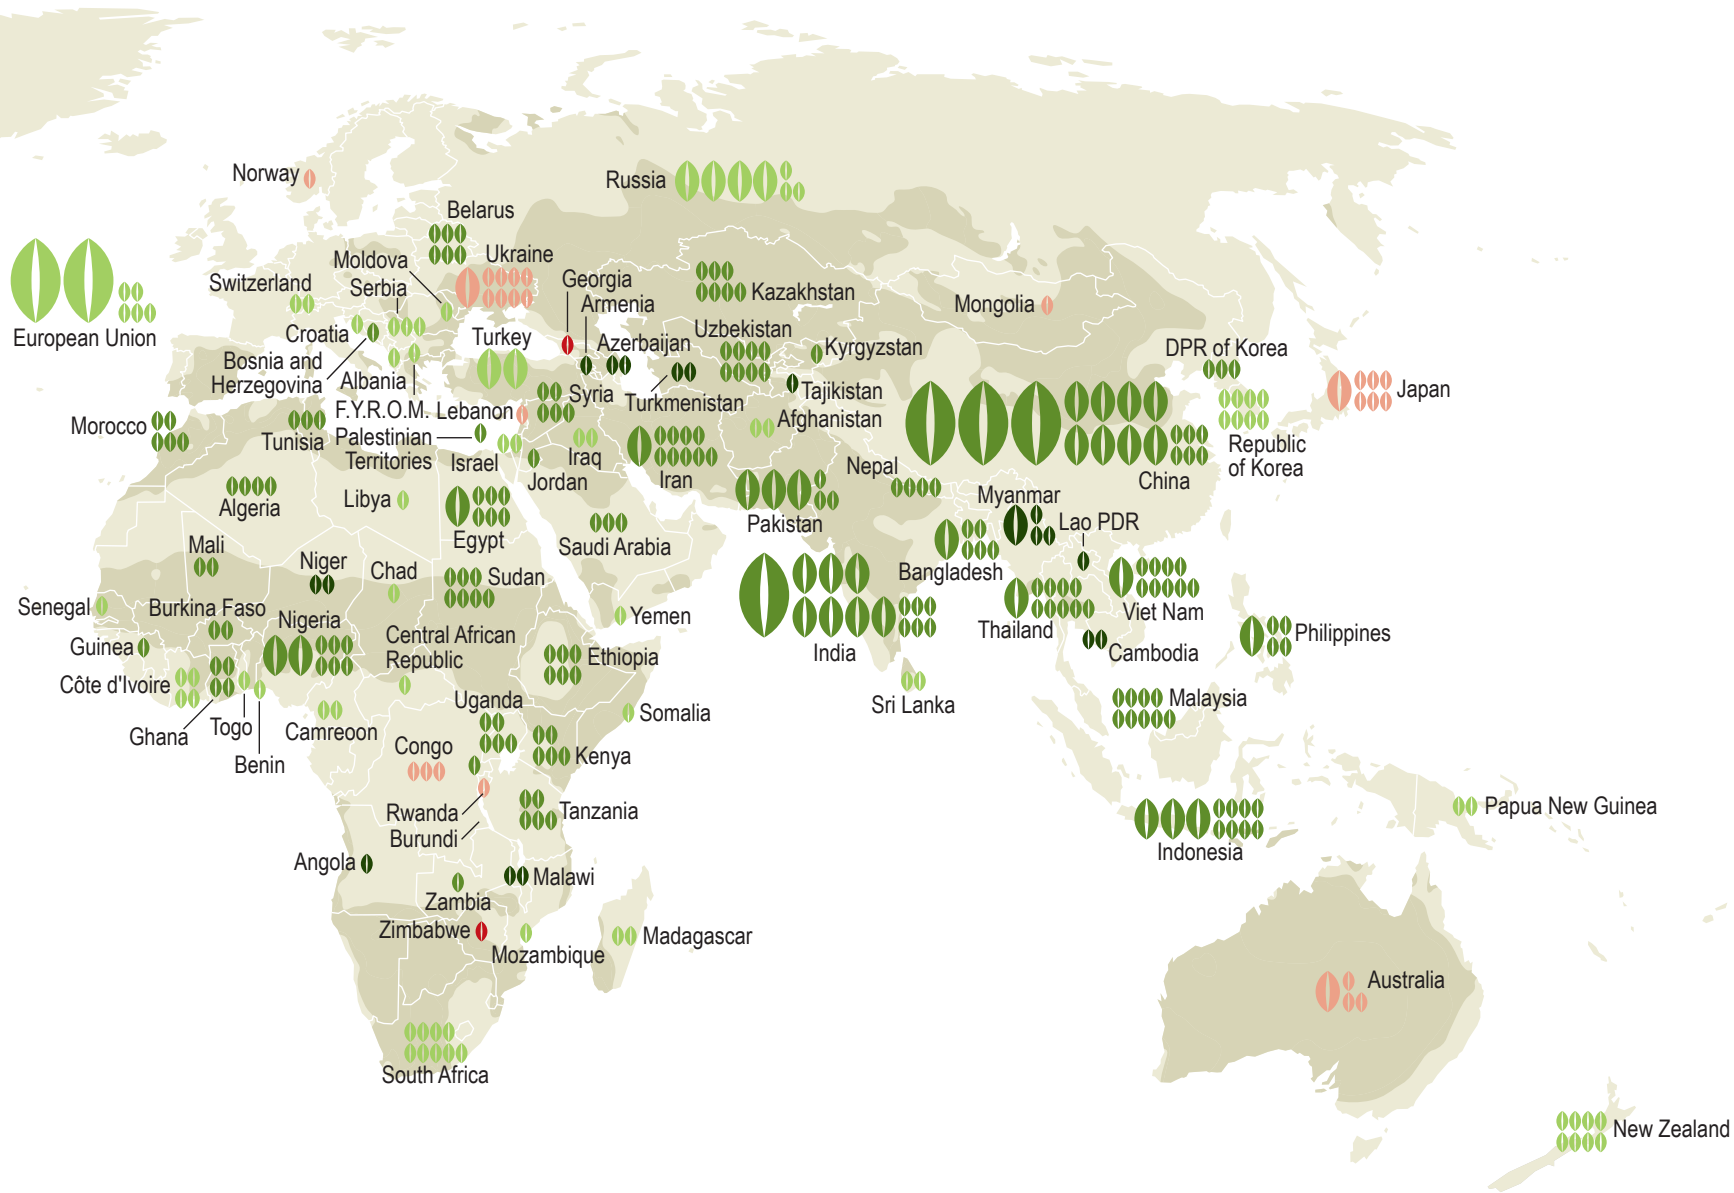 Norway
Russia
Belarus
Moldova
Ukraine
Switzerland
Serbia
Georgia
Armenia
Kazakhstan
Mongolia
European Union
Croatia
Turkey
Azerbaijan
Uzbekistan
Kyrgyzstan
DPR of Korea
Bosnia and
Herzegovina
Albania
Syria
Turkmenistan
Tajikistan
Japan
F.Y.R.O.M.
Lebanon
Morocco
Tunisia
Palestinian
Territories
Israel
Iraq
Jordan
Iran
Afghanistan
Nepal
China
Republic
of Korea
Algeria
Libya
Egypt
Saudi Arabia
Pakistan
Myanmar
Lao PDR
Bangladesh
Mali
Niger
Chad
Sudan
Viet Nam
Senegal
Burkina Faso
Nigeria
Yemen
India
Thailand
Philippines
Guinea
Central African
Republic
Ethiopia
Cambodia
Côte d'Ivoire
Ghana
Togo
Benin
Camreoon
Uganda
Somalia
Sri Lanka
Malaysia
Congo
Kenya
Rwanda
Burundi
Tanzania
Indonesia
Papua New Guinea
Angola
Malawi
Zambia
Zimbabwe
Mozambique
Madagascar
Australia
South Africa
New Zealand